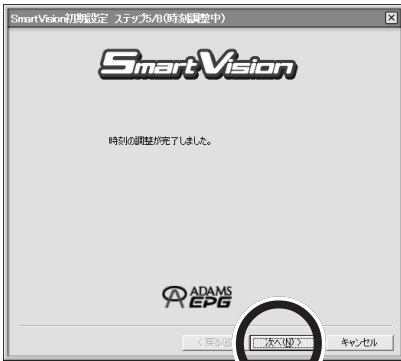 SmartVision初期設定 ステップ5/8(時刻調整中)
SmartVision
時刻の調整が完了しました。
ADAMS
EPG
< 戻る(B) 次へ(N) > キャンセル